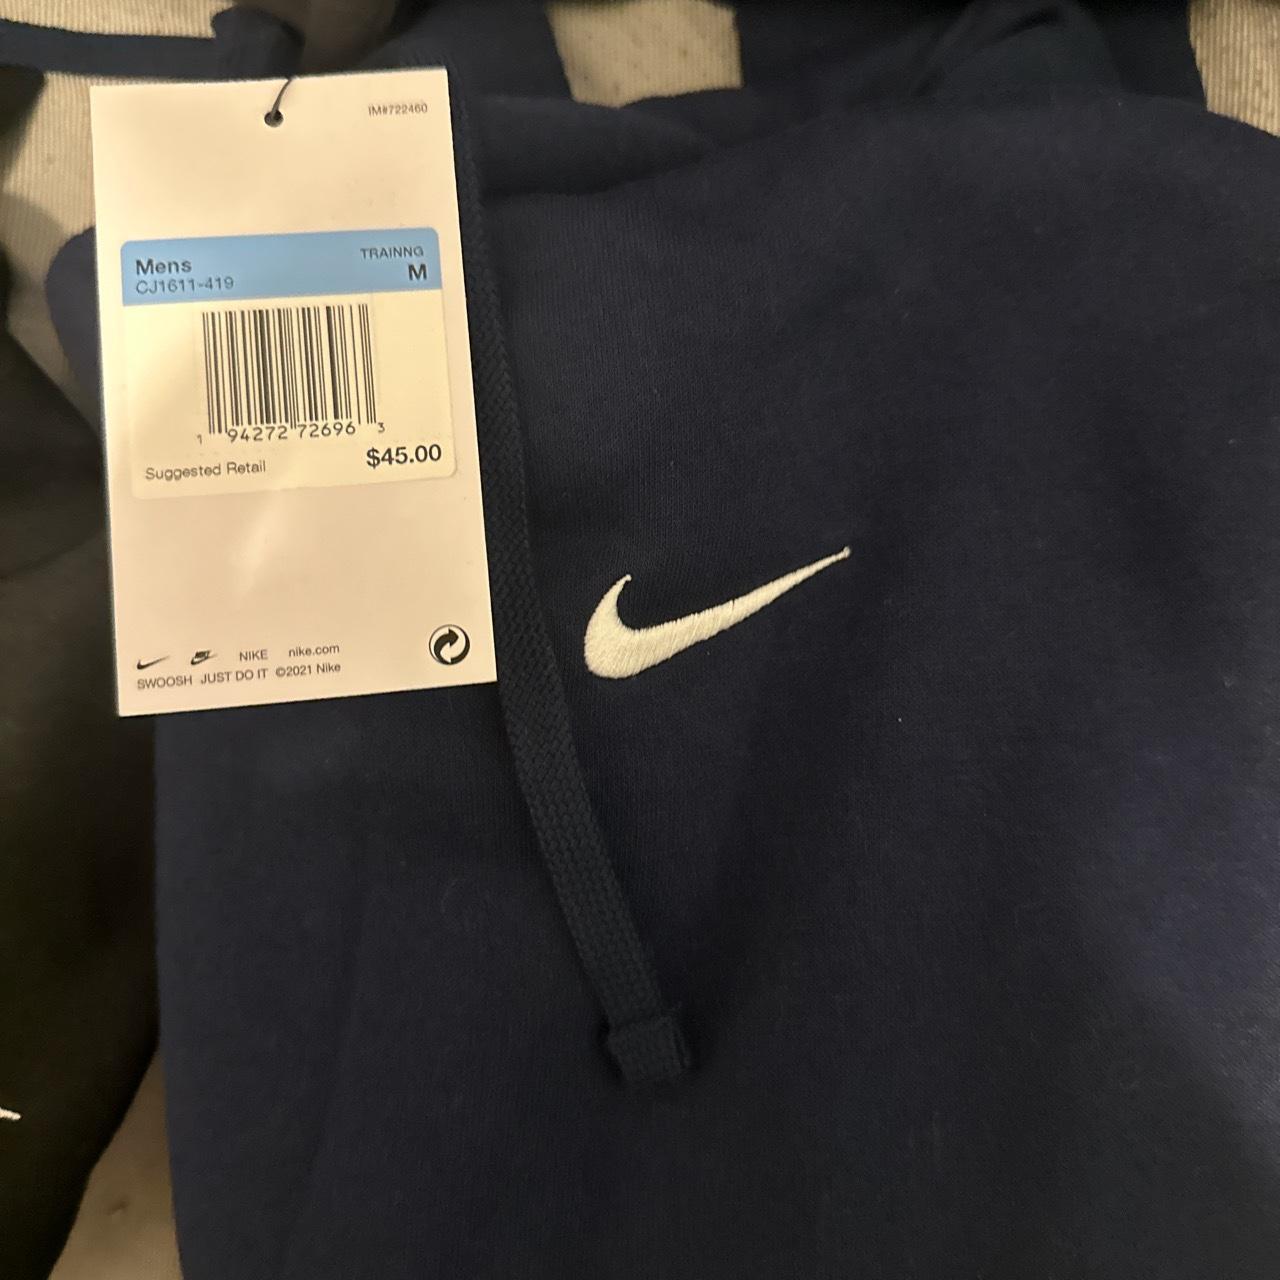 IM#722460
Mens
TRAINNG
CJ1611-419
M
1 94272 72696 3
Suggested Retail
$45.00
NIKE nike.com
SWOOSH JUST DO IT ©2021 Nike